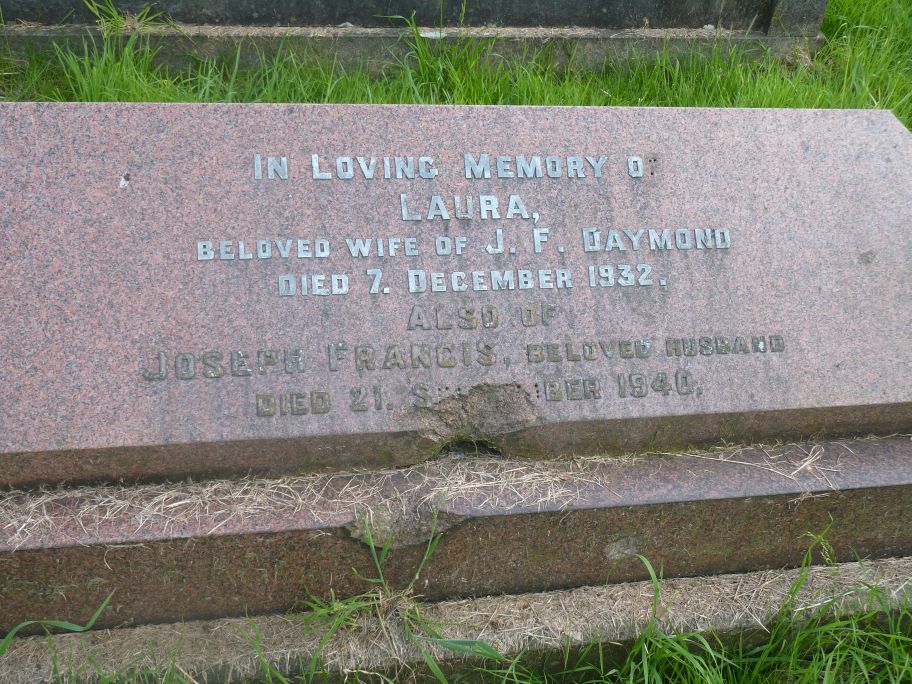 IN LOVING MEMORY O
LAURA,
BELOVED WIFE OF J. F. DAYMOND
DIED 7. DECEMBER 1932.
ALSO OF
JOSEPH FRANCIS, BELOVED HUSBAND
DIED 21. S BER 1940.